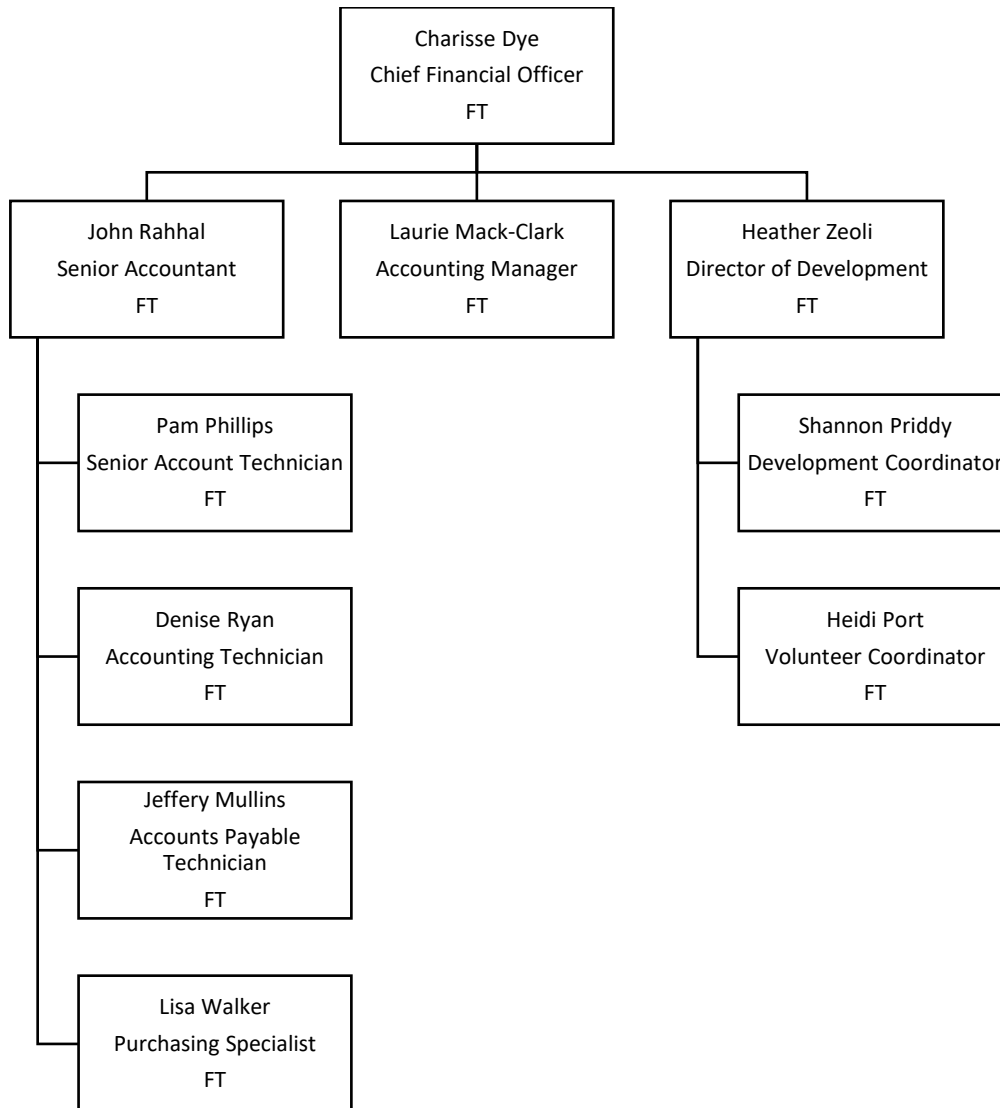 Charisse Dye
Chief Financial Officer
FT
John Rahhal
Senior Accountant
FT
Laurie Mack-Clark
Accounting Manager
FT
Heather Zeoli
Director of Development
FT
Pam Phillips
Senior Account Technician
FT
Denise Ryan
Accounting Technician
FT
Jeffery Mullins
Accounts Payable
Technician
FT
Lisa Walker
Purchasing Specialist
FT
Shannon Priddy
Development Coordinator
FT
Heidi Port
Volunteer Coordinator
FT